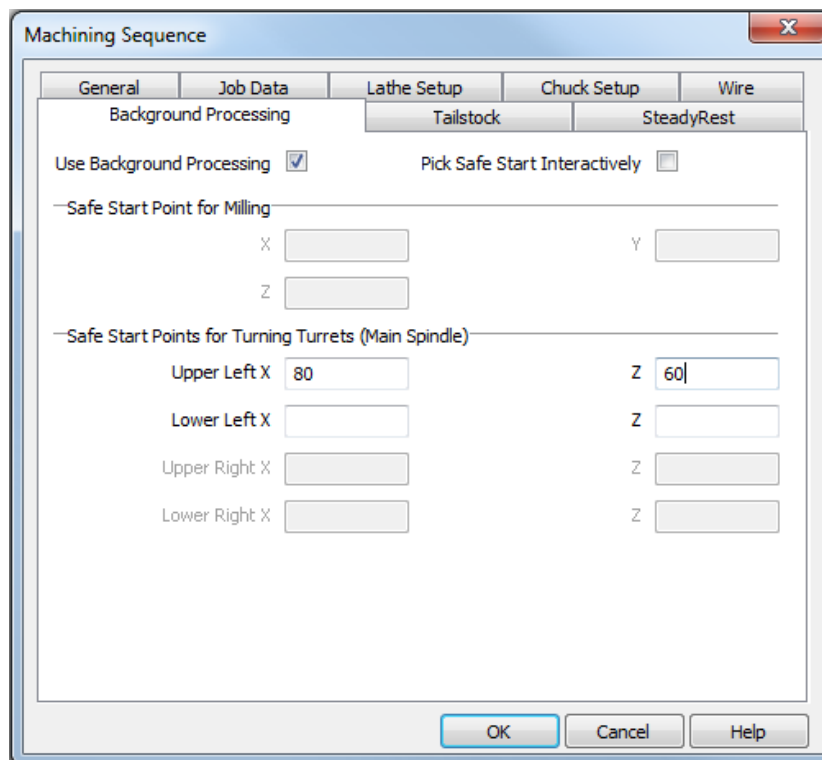 Machining Sequence
General Job Data Lathe Setup Chuck Setup Wire
Background Processing Tailstock SteadyRest
Use Background Processing Pick Safe Start Interactively
Safe Start Point for Milling
X Y
Z
Safe Start Points for Turning Turrets (Main Spindle)
Upper Left X 80 Z 60
Lower Left X Z
Upper Right X Z
Lower Right X Z
OK Cancel Help